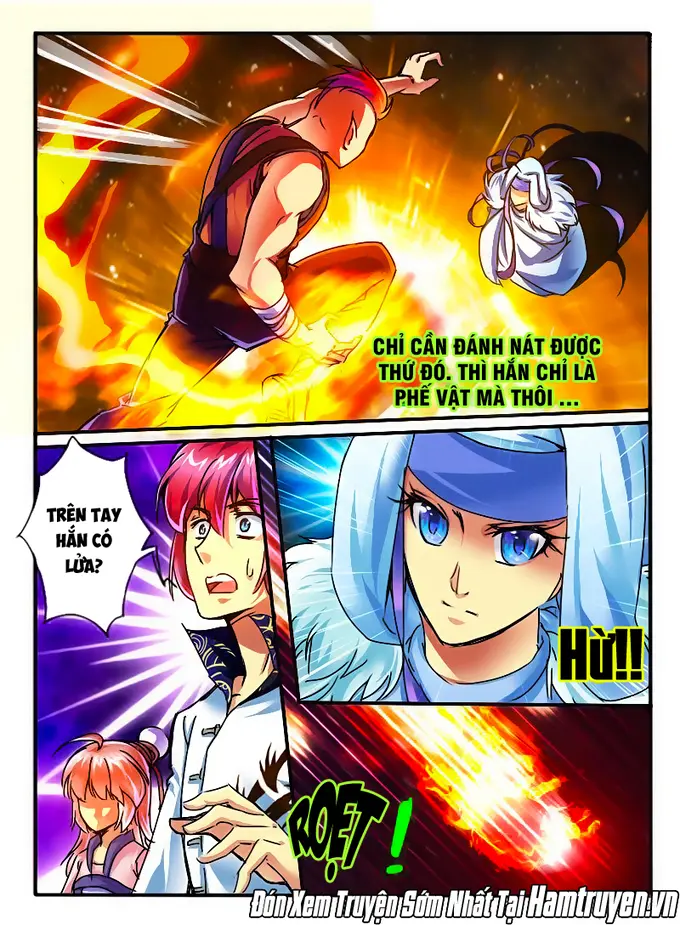 CHỈ CẦN ĐÁNH NÁT ĐƯỢC
THỨ ĐÓ. THÌ HẮN CHỈ LÀ
PHẾ VẬT MÀ THÔI ...
TRÊN TAY
HẮN CÓ
LỬA?
HỪ!!
RỌẸT!
Đón Xem Truyện Sớm Nhất Tại Hamtruyen.vn